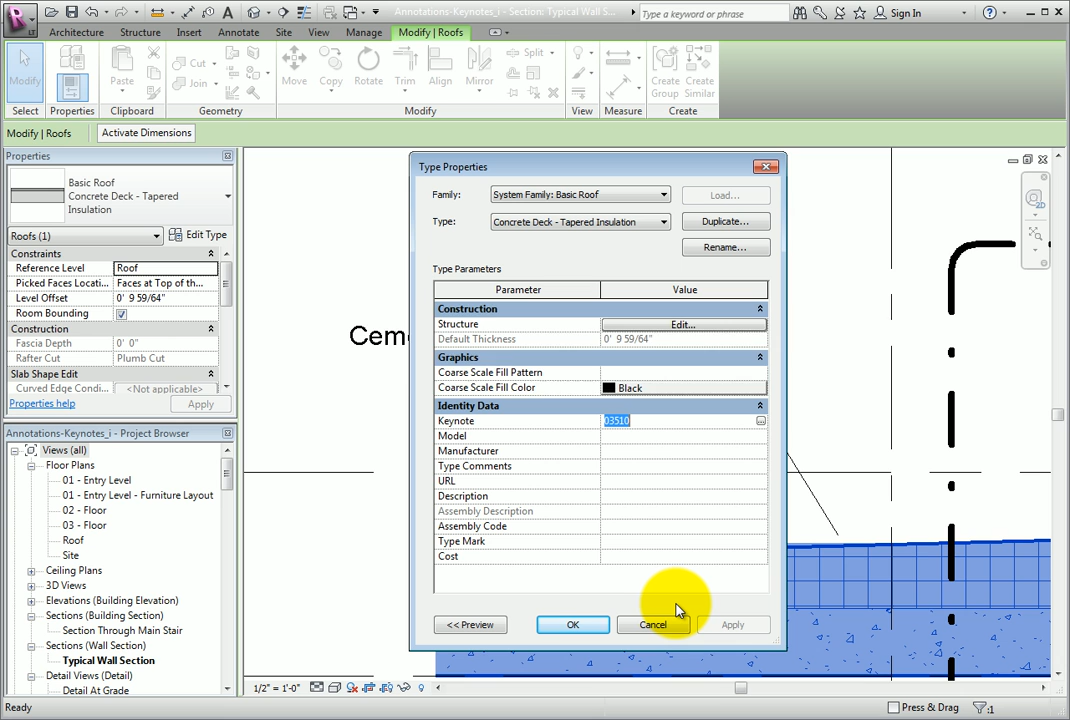 Annotations-Keynotes_i - Section: Typical Wall S...
Type a keyword or phrase
Sign In
LT
Architecture
Structure
Insert
Annotate
Site
View
Manage
Modify | Roofs
Modify
Paste
Cut
Join
Move
Copy
Rotate
Trim
Align
Mirror
Split
Create Group
Create Similar
Select
Properties
Clipboard
Geometry
Modify
View
Measure
Create
Modify | Roofs
Activate Dimensions
Properties
Basic Roof
Concrete Deck - Tapered
Insulation
Roofs (1)
Edit Type
Constraints
Reference Level
Roof
Picked Faces Locati...
Faces at Top of th...
Level Offset
0' 9 59/64"
Room Bounding
Construction
Fascia Depth
0' 0"
Rafter Cut
Plumb Cut
Slab Shape Edit
Curved Edge Condi...
<Not applicable>
Properties help
Apply
Annotations-Keynotes_i - Project Browser
Views (all)
Floor Plans
01 - Entry Level
01 - Entry Level - Furniture Layout
02 - Floor
03 - Floor
Roof
Site
Ceiling Plans
3D Views
Elevations (Building Elevation)
Sections (Building Section)
Section Through Main Stair
Sections (Wall Section)
Typical Wall Section
Detail Views (Detail)
Detail At Grade
Ready
Cem
2D
Type Properties
Family:
System Family: Basic Roof
Load...
Type:
Concrete Deck - Tapered Insulation
Duplicate...
Rename...
Type Parameters
Parameter
Value
Construction
Structure
Edit...
Default Thickness
0' 9 59/64"
Graphics
Coarse Scale Fill Pattern
Coarse Scale Fill Color
Black
Identity Data
Keynote
03510
Model
Manufacturer
Type Comments
URL
Description
Assembly Description
Assembly Code
Type Mark
Cost
<< Preview
OK
Cancel
Apply
1/2" = 1'-0"
Press & Drag
:1